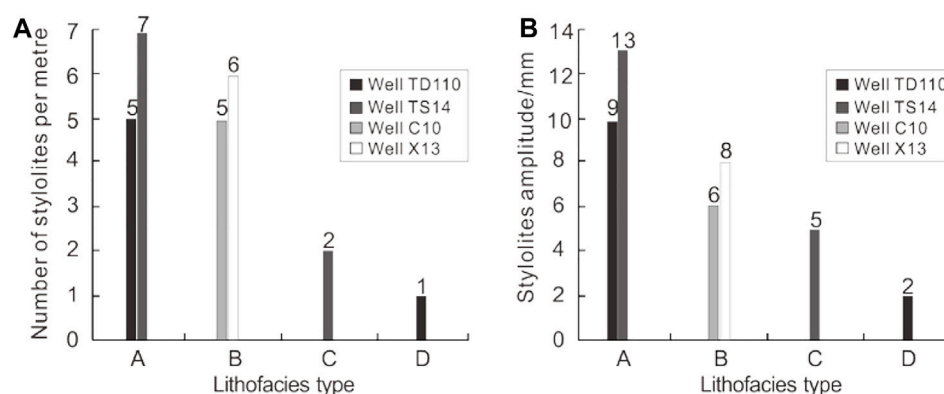 A
Number of stylolites per metre
7
6
5
4
3
2
1
0
5
7
5
6
2
1
Well TD110
Well TS14
Well C10
Well X13
A B C D
Lithofacies type
B
Stylolites amplitude/mm
14
12
10
8
6
4
2
0
9
13
6
8
5
2
Well TD110
Well TS14
Well C10
Well X13
A B C D
Lithofacies type